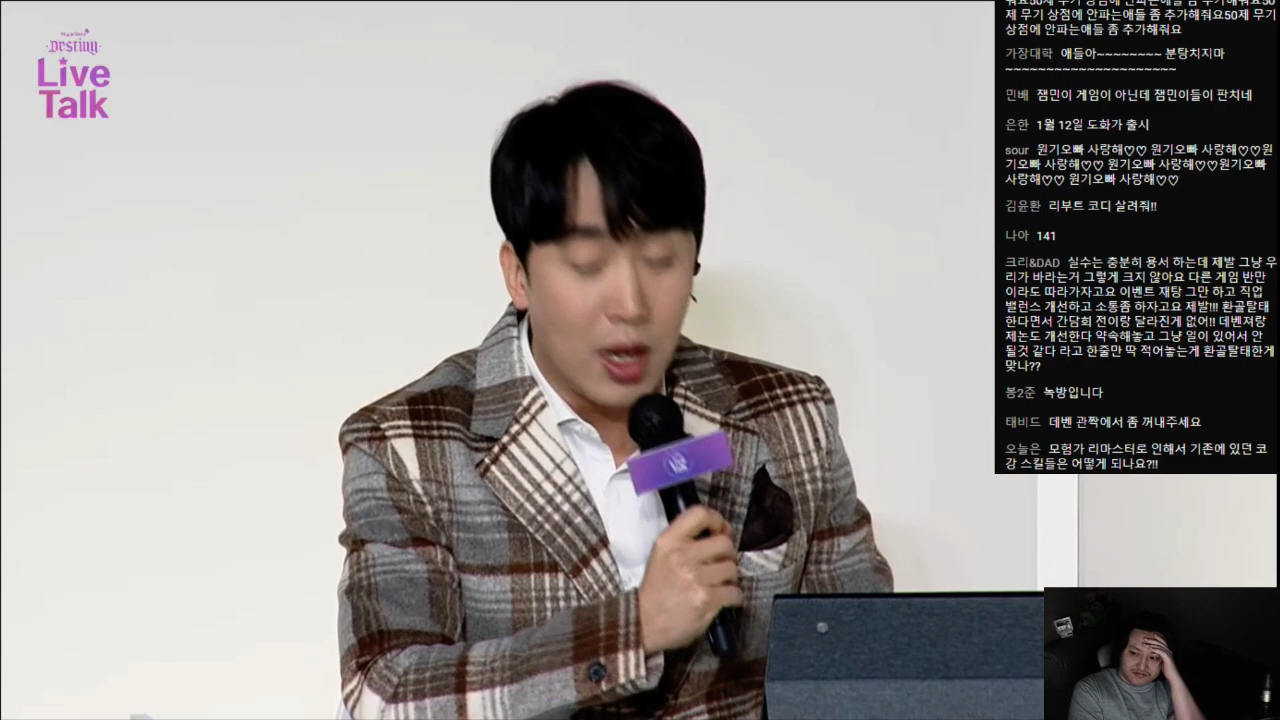 Destiny
Live
Talk
제 무기 상점에 안파는애들 좀 추가해줘요50제 무기
상점에 안파는애들 좀 추가해줘요
가장대학 애들아~~~~~~~~ 분탕치지마
~~~~~~~~~~~~~~~~~~~~~
민배 잼민이 게임이 아닌데 잼민이들이 판치네
은한 1월 12일 도화가 출시
sour 원기오빠 사랑해♡♡ 원기오빠 사랑해♡♡원
기오빠 사랑해♡♡ 원기오빠 사랑해♡♡원기오빠
사랑해♡♡ 원기오빠 사랑해♡♡
김윤환 리부트 코디 살려줘!!
나아 141
크리&DAD 실수는 충분히 용서 하는데 제발 그냥 우
리가 바라는거 그렇게 크지 않아요 다른 게임 반만
이라도 따라가자고요 이벤트 재탕 그만 하고 직업
밸런스 개선하고 소통좀 하자고요 제발!!! 환골탈태
한다면서 간담회 전이랑 달라진게 없어!! 데벤져랑
제논도 개선한다 약속해놓고 그냥 일이 있어서 안
될것 같다 라고 한줄만 딱 적어놓는게 환골탈태한게
맞나??
봉2준 녹방입니다
태비드 데벤 관짝에서 좀 꺼내주세요
오늘은 모험가 리마스터로 인해서 기존에 있던 코
강 스킬들은 어떻게 되나요?!!